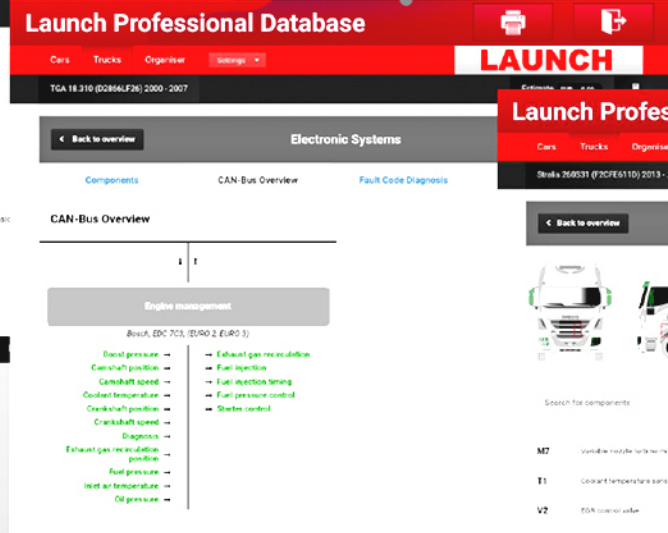 Launch Professional Database
Cars Trucks Organiser Settings
LAUNCH
TGA 18.310 (D2866LF26) 2000 - 2007
Estimate
< Back to overview
Electronic Systems
Components CAN-Bus Overview Fault Code Diagnosis
CAN-Bus Overview
Engine management
Bosch, EDC 7C3, (EURO 2, EURO 3)
Boost pressure → → Exhaust gas recirculation
Camshaft position → → Fuel injection
Camshaft speed → → Fuel injection timing
Coolant temperature → → Fuel pressure control
Crankshaft position → → Starter control
Crankshaft speed →
Diagnosis →
Exhaust gas recirculation
position →
Fuel pressure →
Inlet air temperature →
Oil pressure →
Launch Profes
Cars Trucks Organise
(F2CFE611D) 2013 -
< Back to overview
Search for components
M7
T1 Coolant temperature sens
V2 EGR control valve